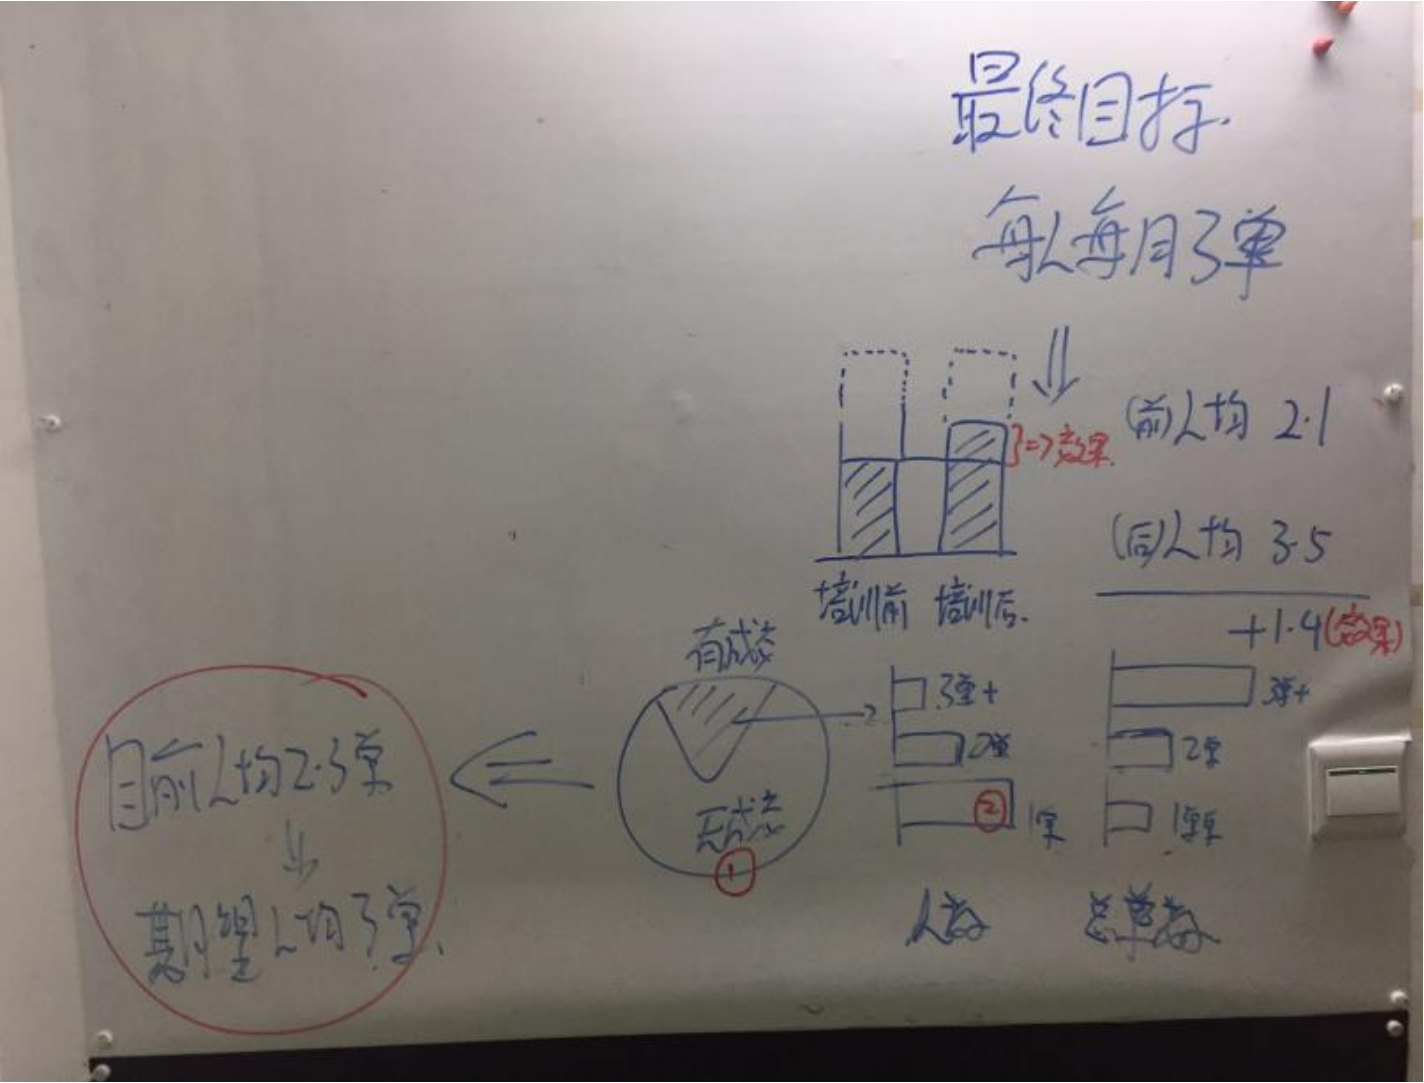 最终目标.
每人每月3单
}=>效果
(前)人均 2.1
(后)人均 3.5
+1.4(效果)
培训前 培训后.
有成交
无成交
①
3单+
2单
②
1单
人数
3单+
2单
1单
总单数
目前人均2.3单
期望人均3单.